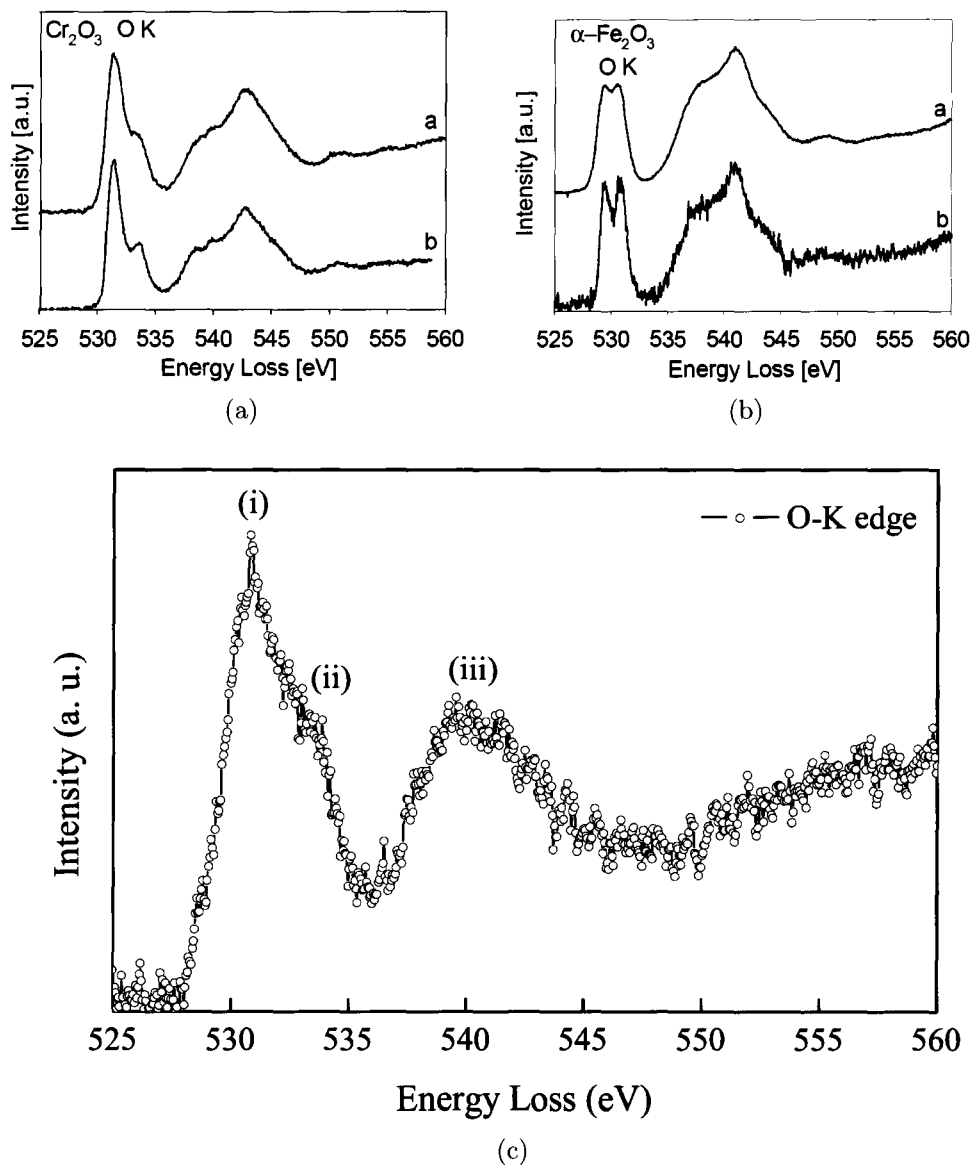 Cr2O3 O K
Intensity [a.u.]
a
b
525 530 535 540 545 550 555 560
Energy Loss [eV]
(a)
α–Fe2O3
O K
Intensity [a.u.]
a
b
525 530 535 540 545 550 555 560
Energy Loss [eV]
(b)
(i)
(ii)
(iii)
O-K edge
Intensity (a. u.)
525 530 535 540 545 550 555 560
Energy Loss (eV)
(c)